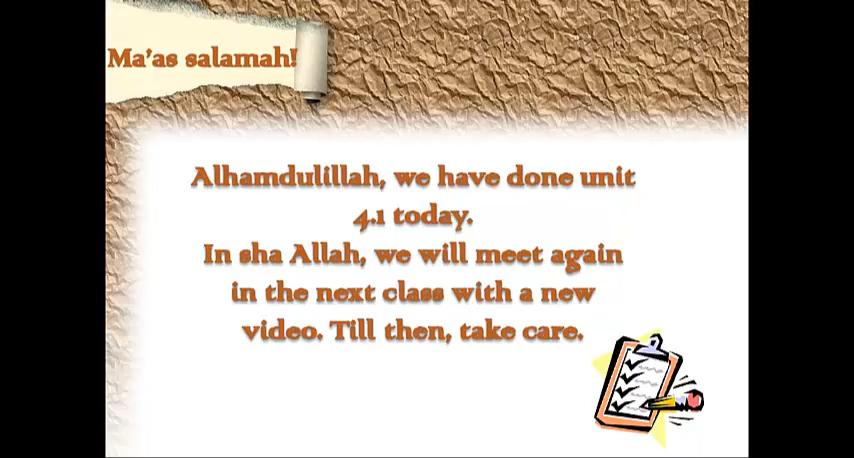 Ma'as salamah!
Alhamdulillah, we have done unit
4.1 today.
In sha Allah, we will meet again
in the next class with a new
video. Till then, take care.